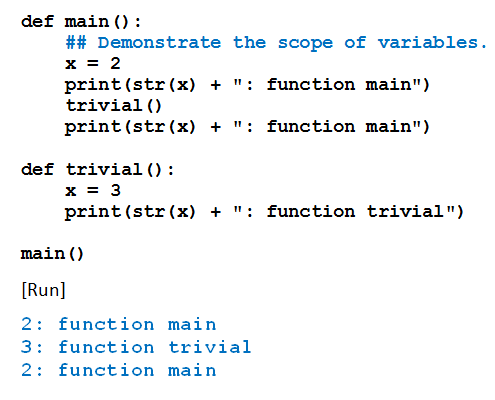 def main():
    ## Demonstrate the scope of variables.
    x = 2
    print(str(x) + ": function main")
    trivial()
    print(str(x) + ": function main")

def trivial():
    x = 3
    print(str(x) + ": function trivial")

main()

[Run]
2: function main
3: function trivial
2: function main